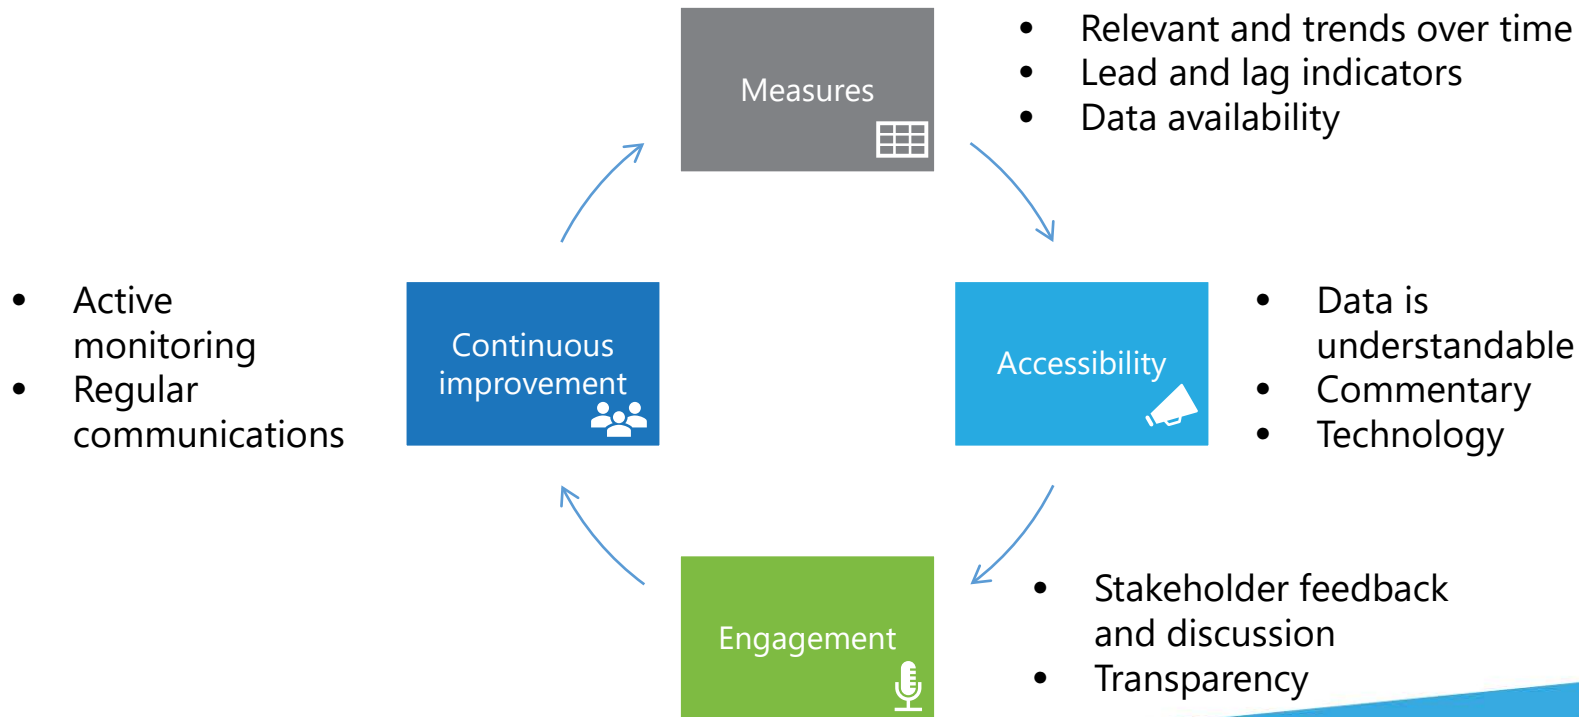 Measures
• Relevant and trends over time
• Lead and lag indicators
• Data availability
• Active
monitoring
• Regular
communications
Continuous
improvement
Accessibility
• Data is
understandable
• Commentary
• Technology
Engagement
• Stakeholder feedback
and discussion
• Transparency